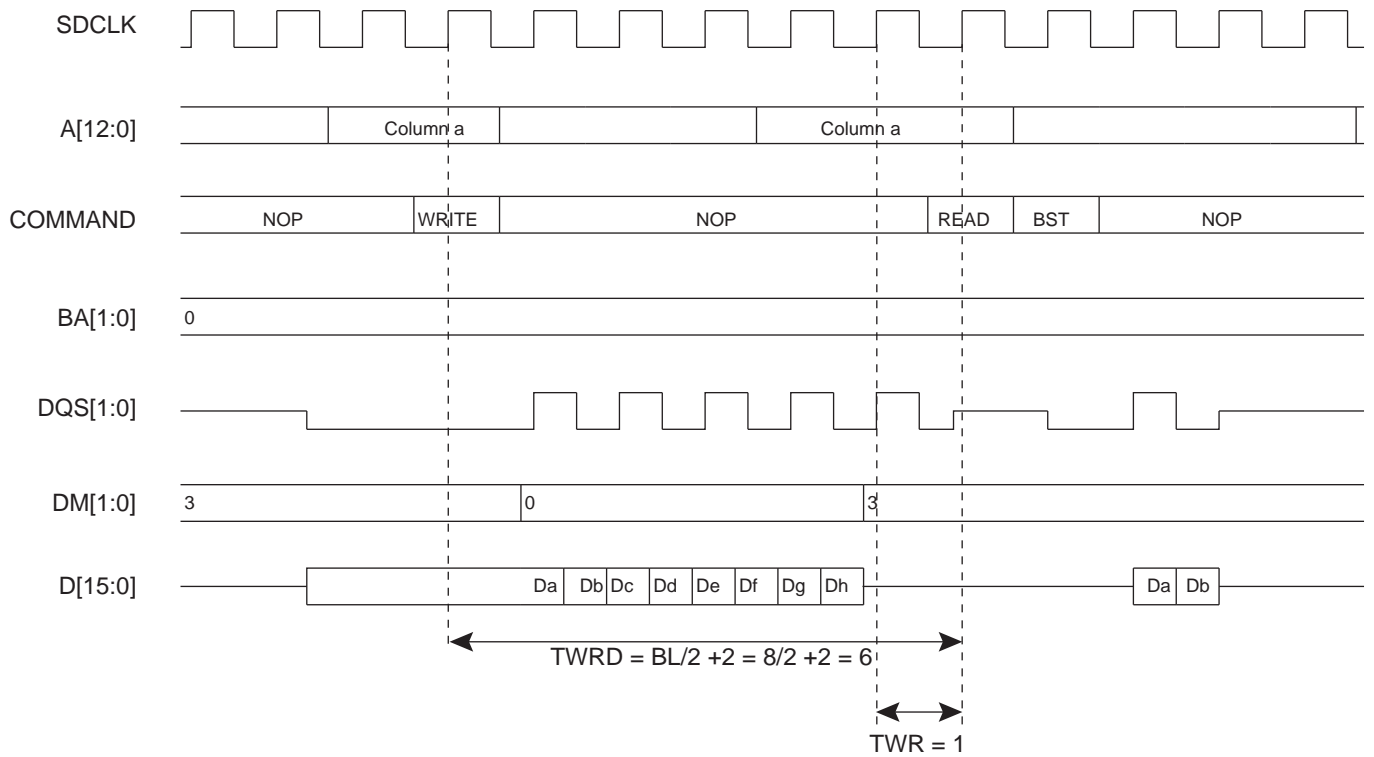 SDCLK
A[12:0] Column a Column a
COMMAND NOP WRITE NOP READ BST NOP
BA[1:0] 0
DQS[1:0]
DM[1:0] 3 0 3
D[15:0] Da Db Dc Dd De Df Dg Dh Da Db
TWRD = BL/2 +2 = 8/2 +2 = 6
TWR = 1